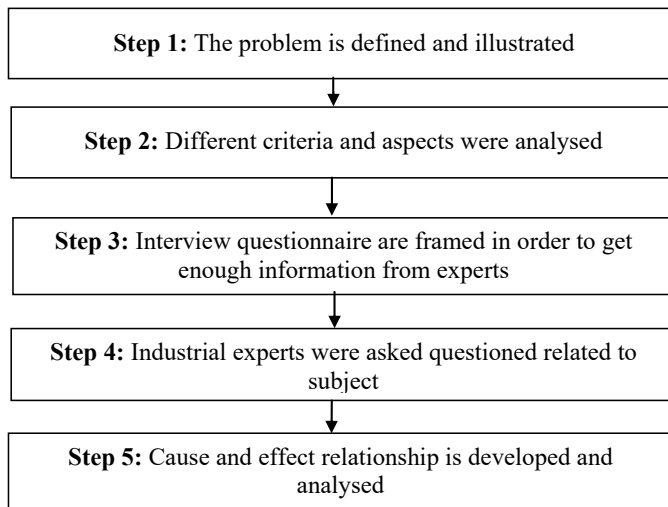 Step 1: The problem is defined and illustrated
Step 2: Different criteria and aspects were analysed
Step 3: Interview questionnaire are framed in order to get
enough information from experts
Step 4: Industrial experts were asked questioned related to
subject
Step 5: Cause and effect relationship is developed and
analysed